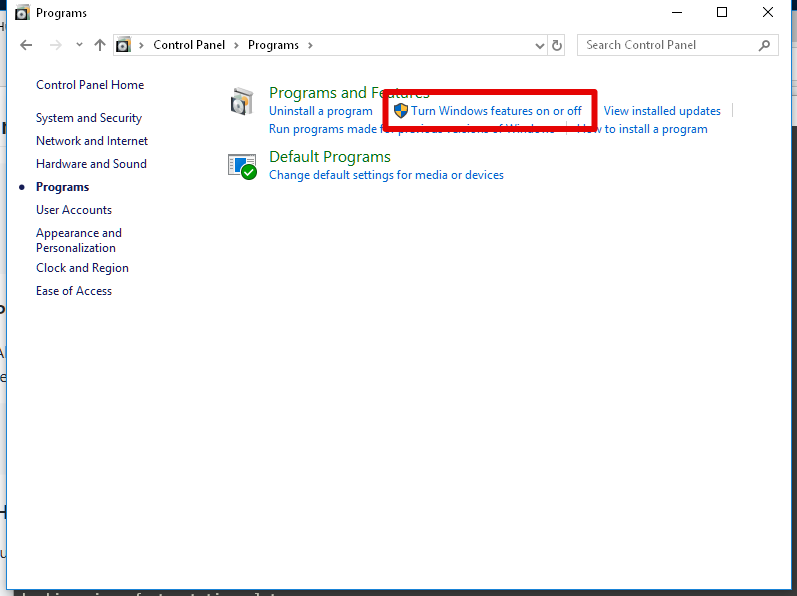 Programs
Control Panel > Programs >
Search Control Panel
Control Panel Home
System and Security
Network and Internet
Hardware and Sound
Programs
User Accounts
Appearance and
Personalization
Clock and Region
Ease of Access
Programs and Features
Uninstall a program Turn Windows features on or off View installed updates
Run programs made for previous versions of Windows How to install a program
Default Programs
Change default settings for media or devices